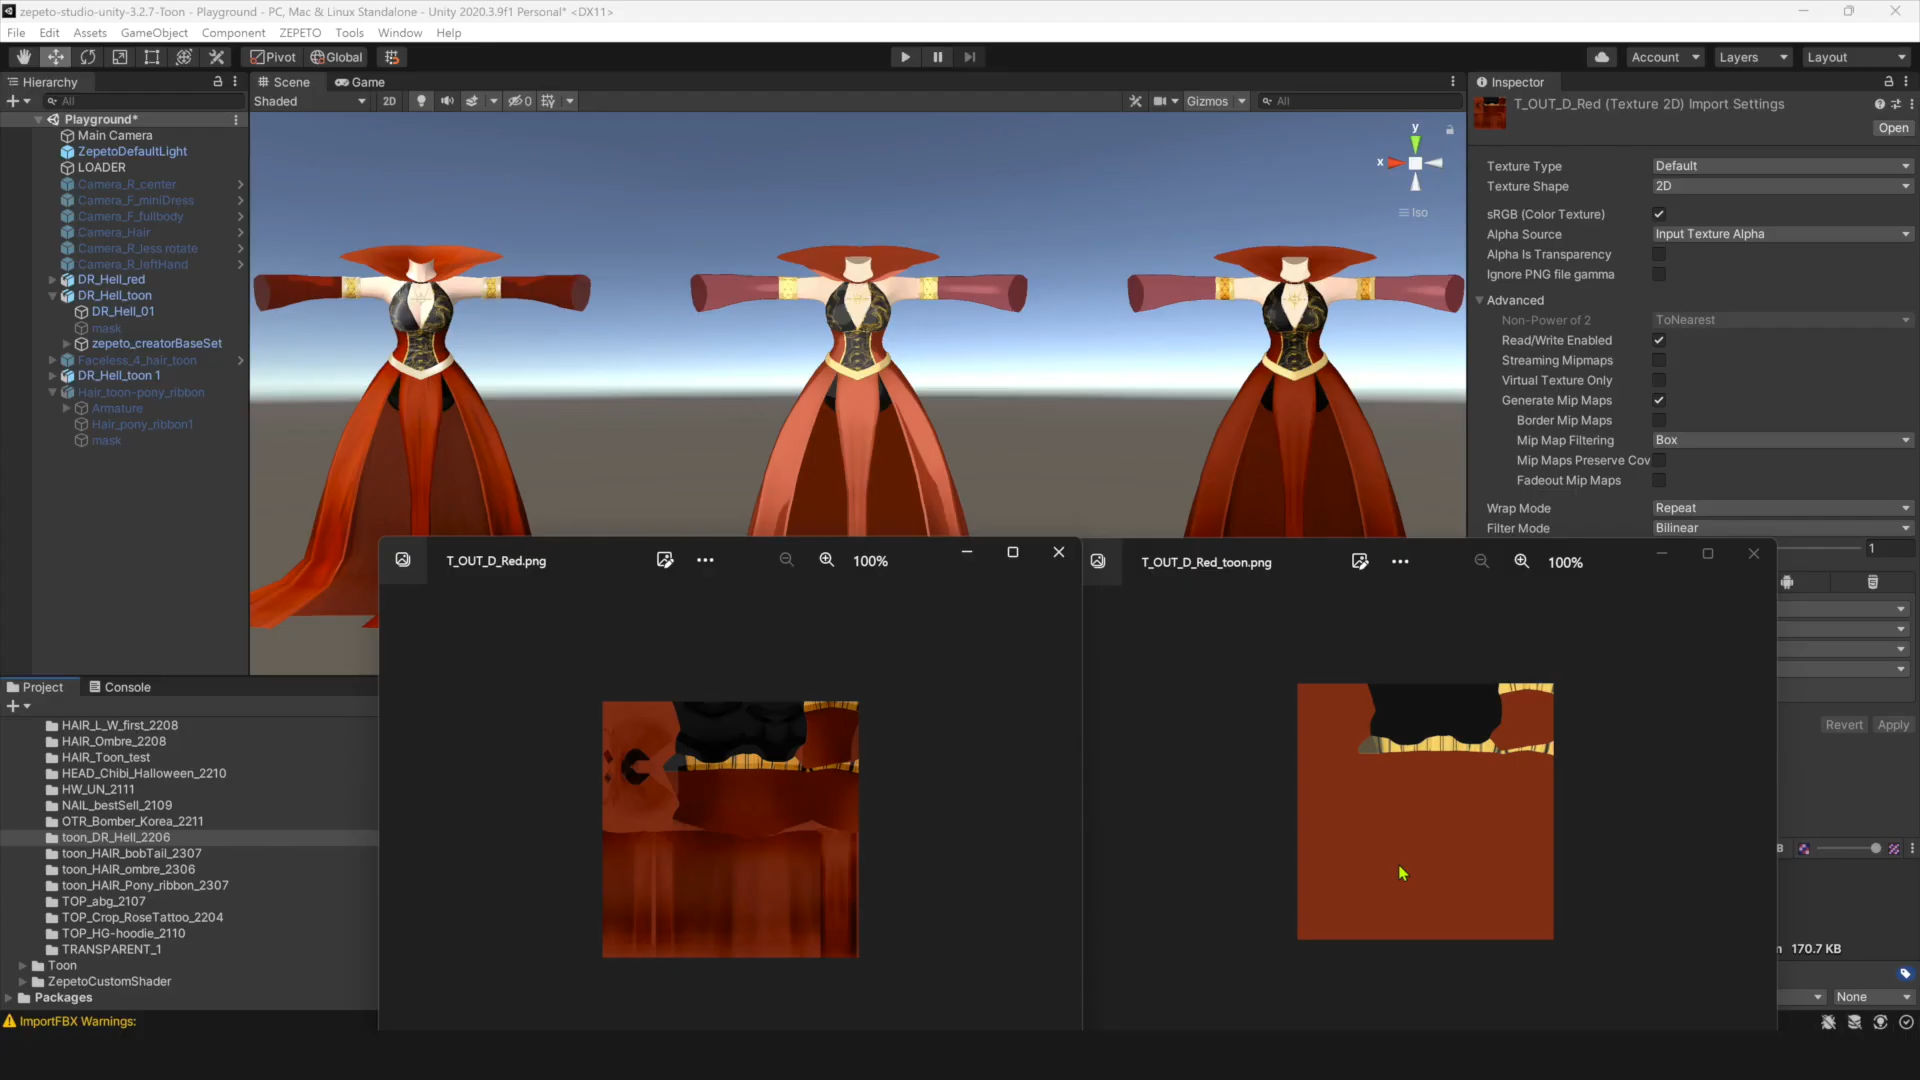 zepeto-studio-unity-3.2.7-Toon - Playground - PC, Mac & Linux Standalone - Unity 2020.3.9f1 Personal* <DX11>
File Edit Assets GameObject Component ZEPETO Tools Window Help
Pivot Global Account Layers Layout
Hierarchy
All
Playground*
Main Camera
ZepetoDefaultLight
LOADER
Camera_R_center
Camera_F_miniDress
Camera_F_fullbody
Camera_Hair
Camera_R_less rotate
Camera_R_leftHand
DR_Hell_red
DR_Hell_toon
DR_Hell_01
mask
zepeto_creatorBaseSet
Faceless_4_hair_toon
DR_Hell_toon 1
Hair_toon-pony_ribbon
Armature
Hair_pony_ribbon1
mask
Scene Game
Shaded 2D 0 Gizmos All
y
x
Iso
Inspector
T_OUT_D_Red (Texture 2D) Import Settings
Open
Texture Type Default
Texture Shape 2D
sRGB (Color Texture)
Alpha Source Input Texture Alpha
Alpha Is Transparency
Ignore PNG file gamma
Advanced
Non-Power of 2 ToNearest
Read/Write Enabled
Streaming Mipmaps
Virtual Texture Only
Generate Mip Maps
Border Mip Maps
Mip Map Filtering Box
Mip Maps Preserve Cov
Fadeout Mip Maps
Wrap Mode Repeat
Filter Mode Bilinear
1
Revert Apply
B
170.7 KB
None
T_OUT_D_Red.png 100%
T_OUT_D_Red_toon.png 100%
Project Console
HAIR_L_W_first_2208
HAIR_Ombre_2208
HAIR_Toon_test
HEAD_Chibi_Halloween_2210
HW_UN_2111
NAIL_bestSell_2109
OTR_Bomber_Korea_2211
toon_DR_Hell_2206
toon_HAIR_bobTail_2307
toon_HAIR_ombre_2306
toon_HAIR_Pony_ribbon_2307
TOP_abg_2107
TOP_Crop_RoseTattoo_2204
TOP_HG-hoodie_2110
TRANSPARENT_1
Toon
ZepetoCustomShader
Packages
ImportFBX Warnings: